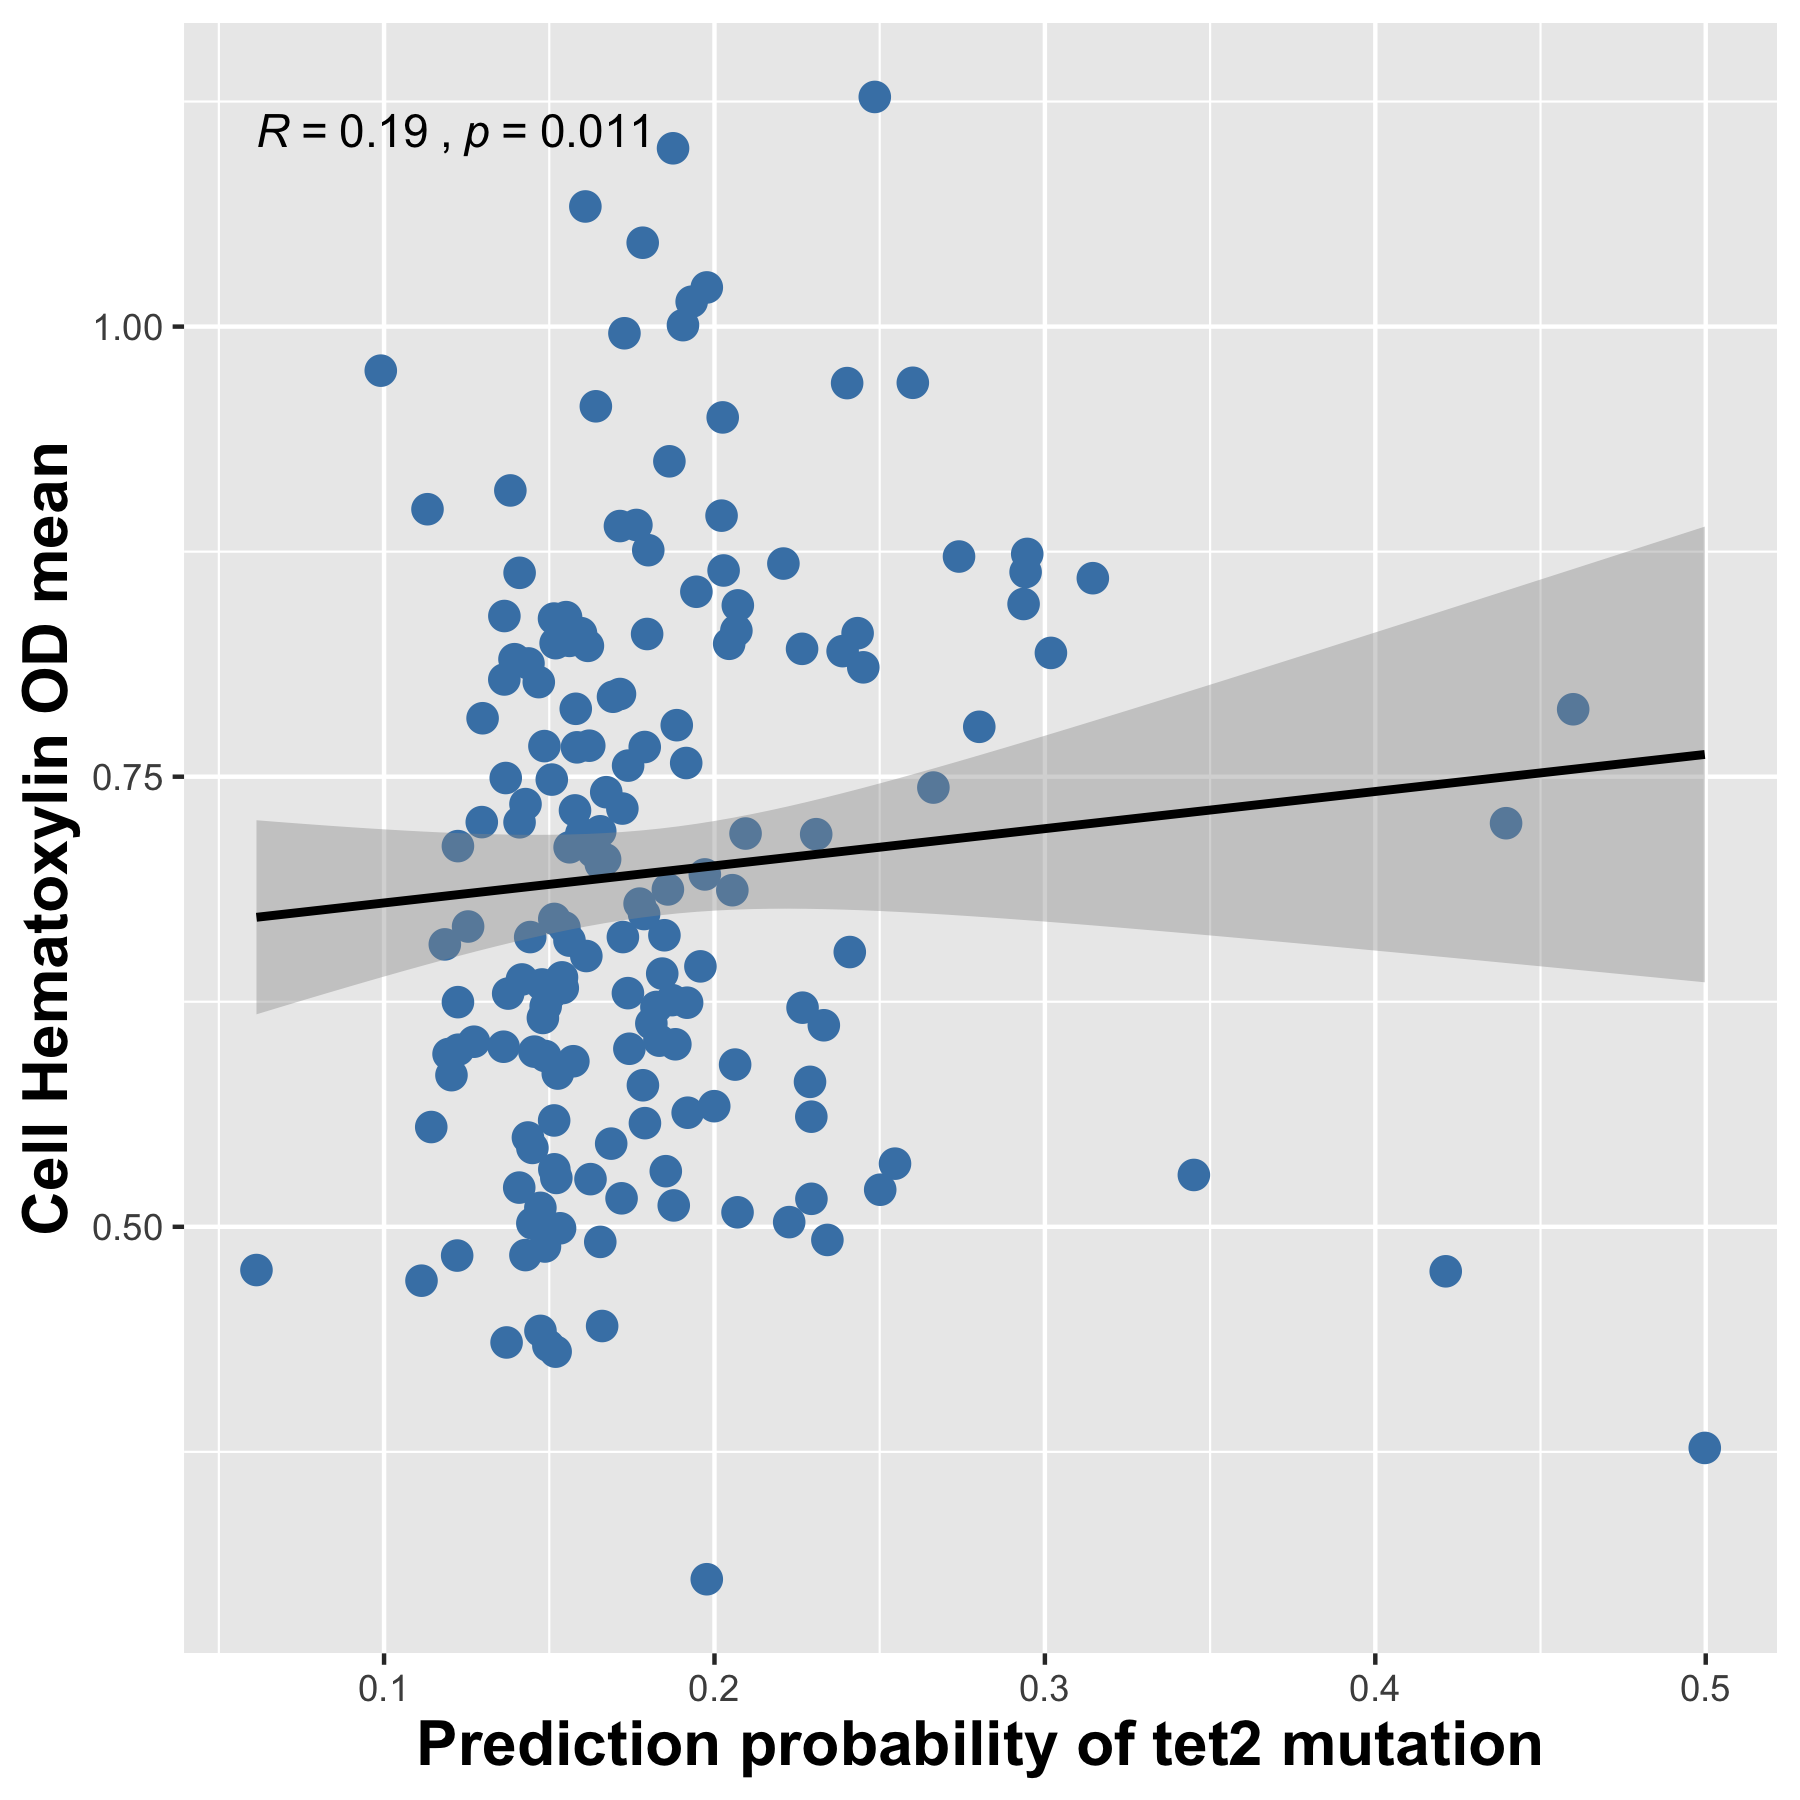 R = 0.19 , p = 0.011
1.00
0.75
0.50
Cell Hematoxylin OD mean
0.1 0.2 0.3 0.4 0.5
Prediction probability of tet2 mutation